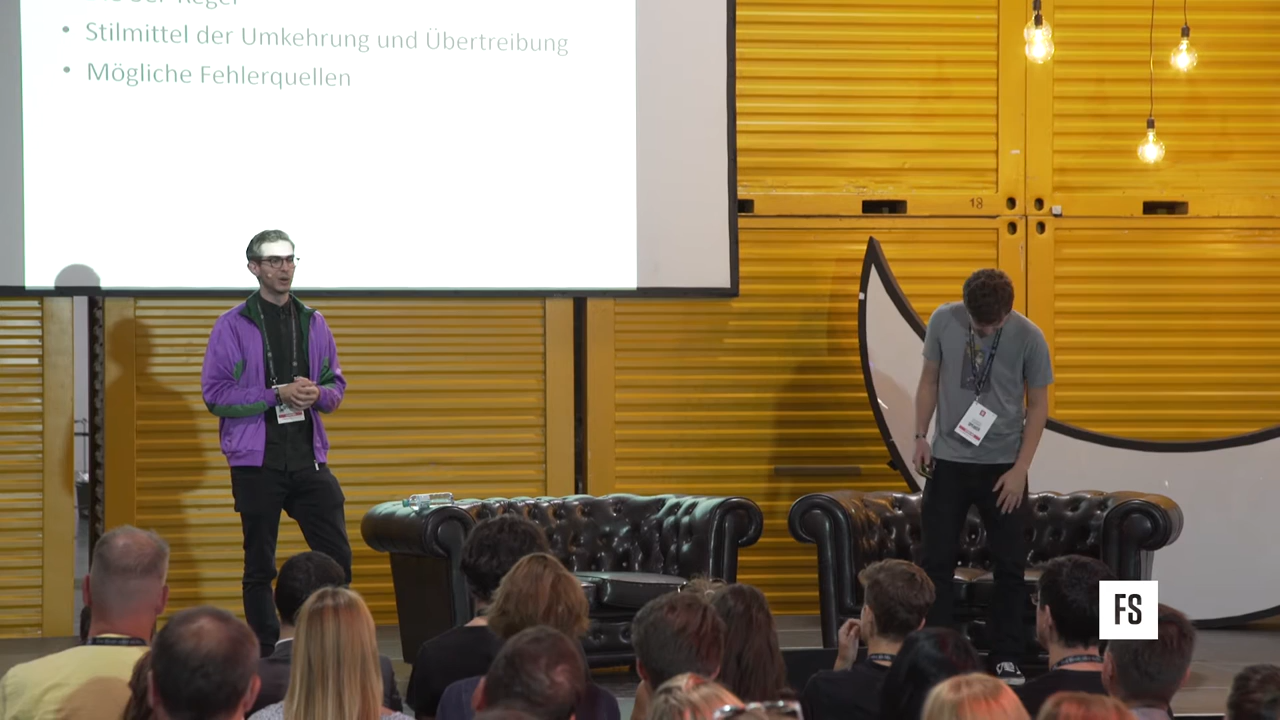 • Stilmittel der Umkehrung und Übertreibung
• Mögliche Fehlerquellen
18
FS